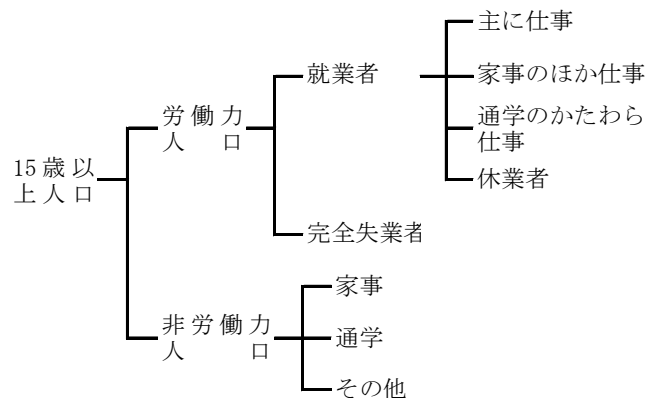 主に仕事
就業者
家事のほか仕事
労働力
人口
通学のかたわら
仕事
15歳以
上人口
休業者
完全失業者
家事
非労働力
人口
通学
その他